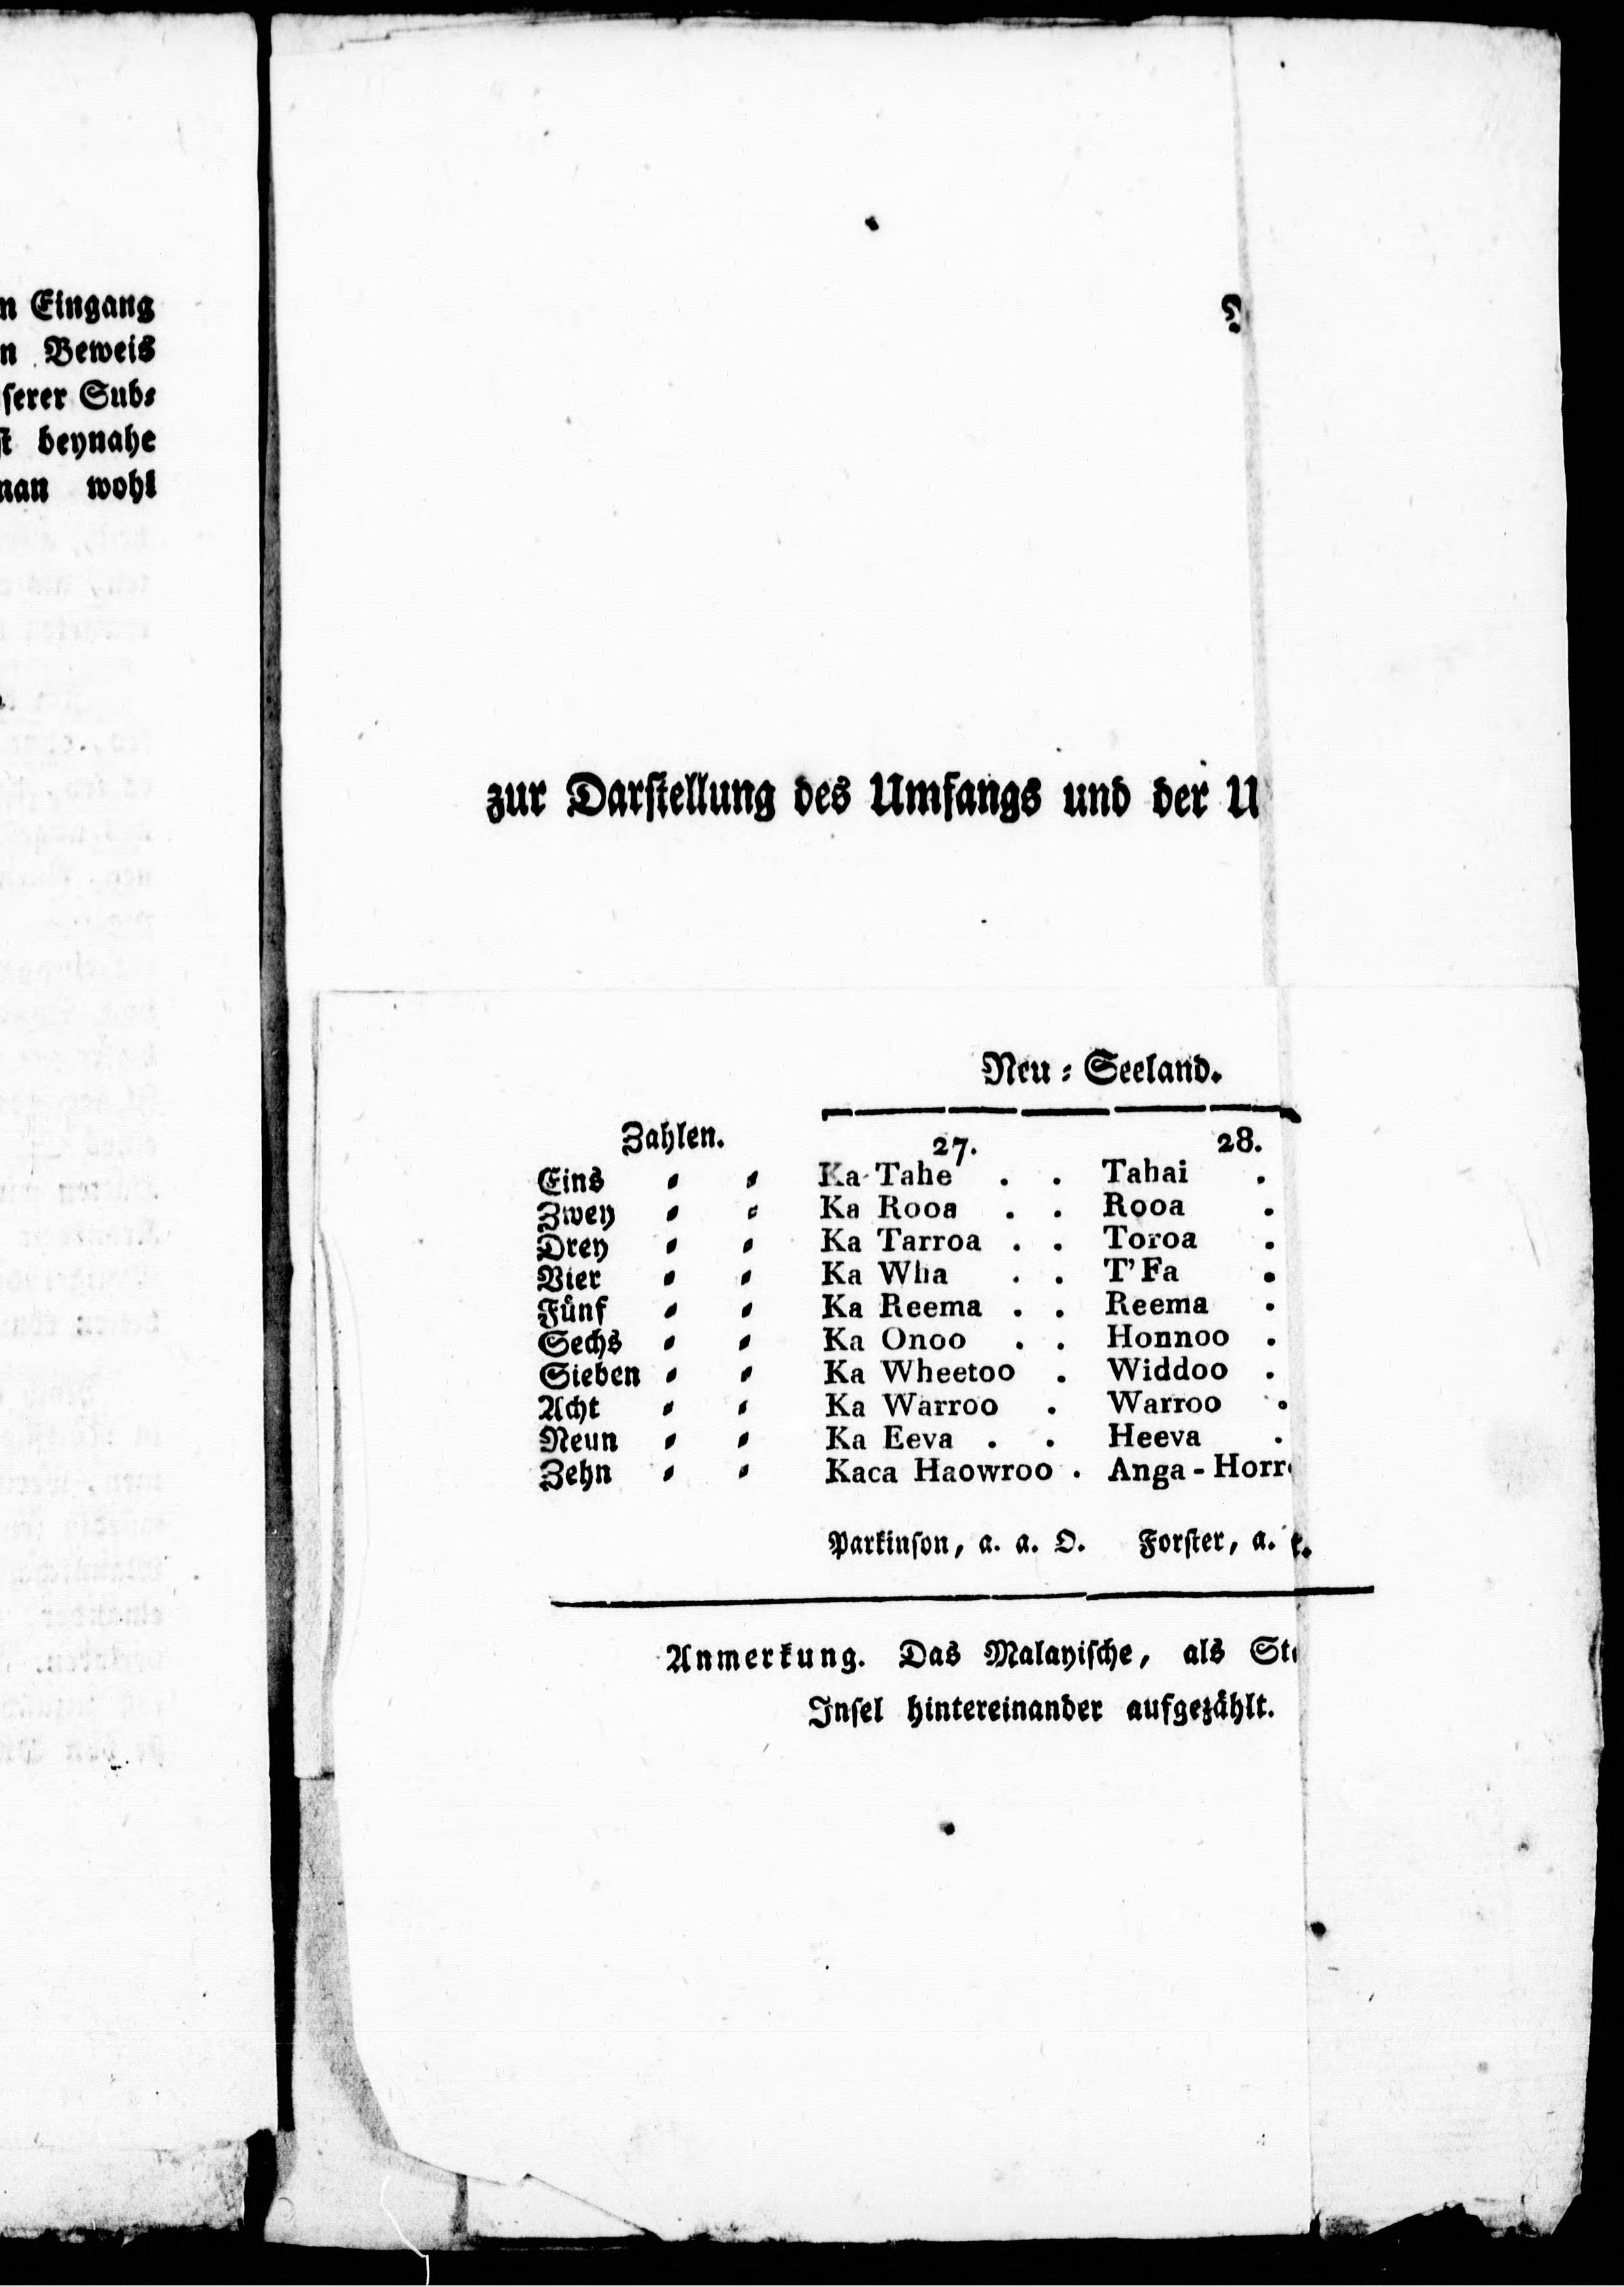 n Eingang
n Beweis
serer Sub⸗
st beynahe
man wohl
zur Darstellung des Umfangs und der U
Neu⸗Seeland.
Zahlen. 27. 28.
Eins ⸗ ⸗ Ka Tahe . . Tahai .
Zwey ⸗ ⸗ Ka Rooa . . Rooa .
Drey ⸗ ⸗ Ka Tarroa . . Toroa .
Vier ⸗ ⸗ Ka Wha . . T'Fa .
Fünf ⸗ ⸗ Ka Reema . . Reema .
Sechs ⸗ ⸗ Ka Onoo . . Honnoo .
Sieben ⸗ ⸗ Ka Wheetoo . Widdoo .
Acht ⸗ ⸗ Ka Warroo . Warroo .
Neun ⸗ ⸗ Ka Eeva . . Heeva .
Zehn ⸗ ⸗ Kaca Haowroo . Anga-Horr
Parkinson, a. a. O. Forster, a.
Anmerkung. Das Malayische, als St
Insel hintereinander aufgezählt.